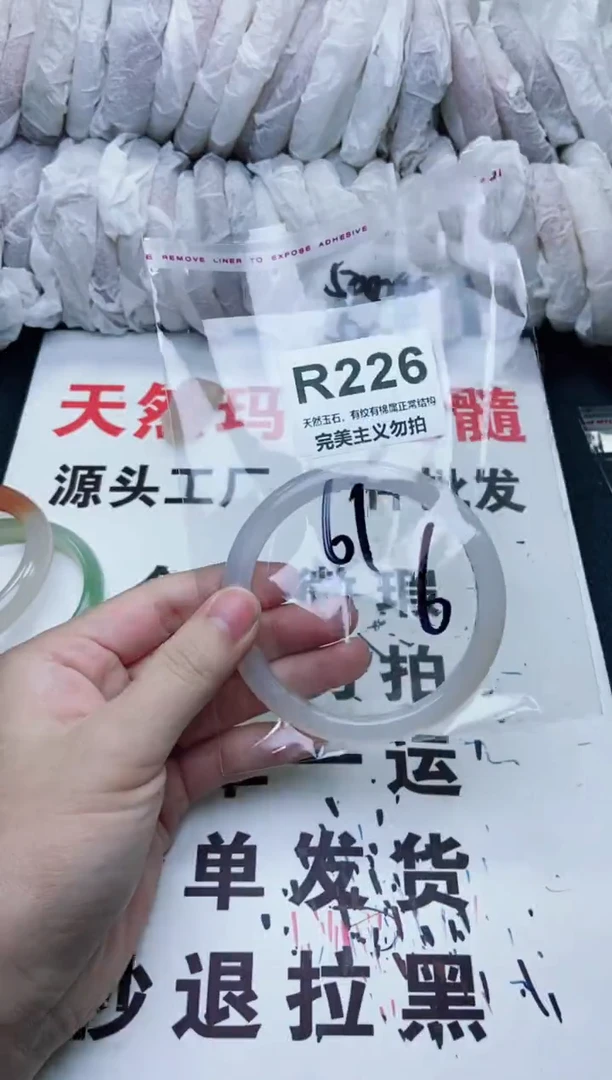 E REMOVE LINER TO EXPOSE ADHESIVE
R226
天然玉石，有纹有棉属正常结构
完美主义勿拍
天然玛 髓
源头工厂 批发
61
6
拍
一 运
单发货
秒退拉黑